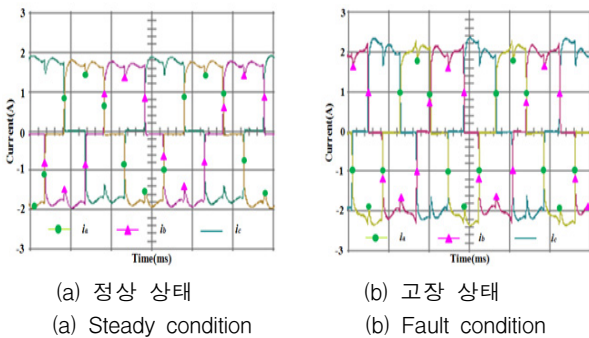 3
2
1
0
-1
-2
-3
Current(A)
ia ib ic
Time(ms)
3
2
1
0
-1
-2
-3
Current(A)
ia ib ic
Time(ms)
(a) 정상 상태
(a) Steady condition
(b) 고장 상태
(b) Fault condition